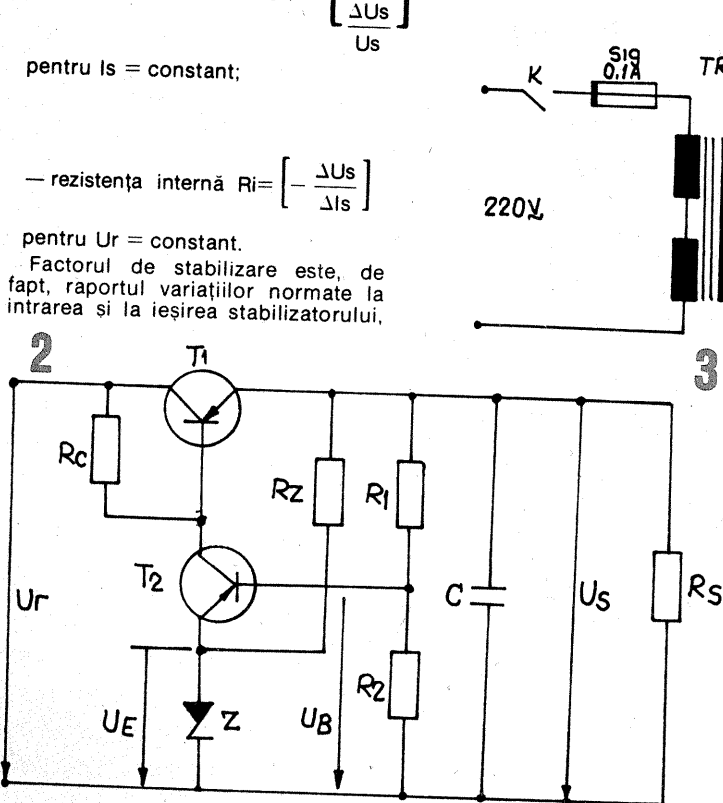 [ΔUs
Us]
pentru Is = constant;
— rezistența internă Ri= [- ΔUs
ΔIs]
pentru Ur = constant.
Factorul de stabilizare este, de
fapt, raportul variațiilor normate la
intrarea și la ieșirea stabilizatorului,
K
Sig
0,1A
TR
220V
2
3
T1
Rc
Rz
R1
T2
Ur
C
Us
Rs
R2
UE
Z
UB